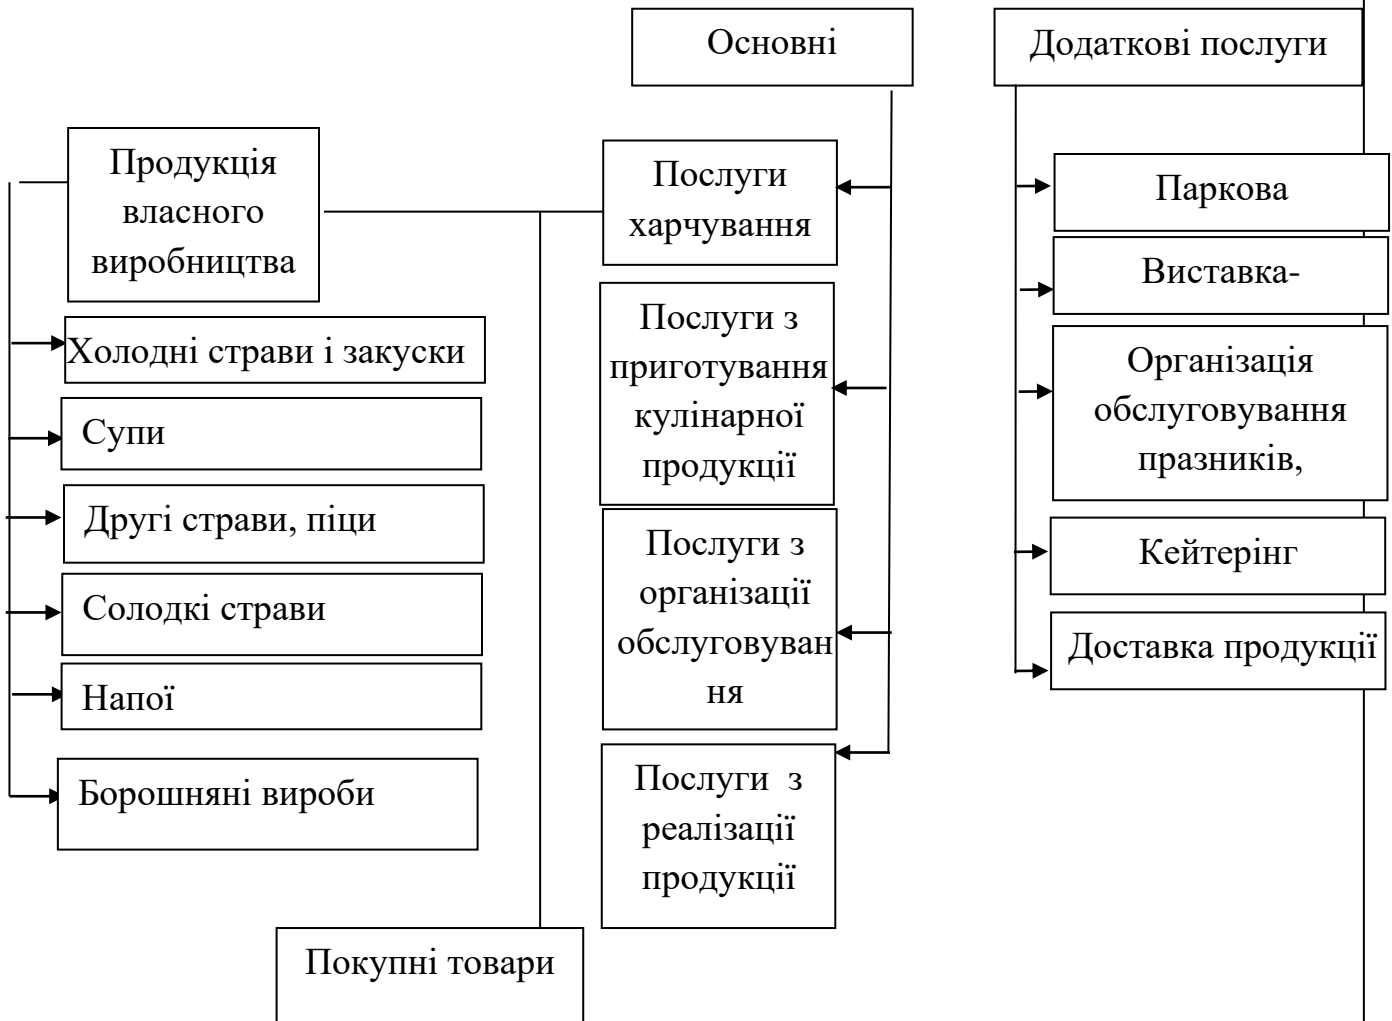 Основні
Додаткові послуги
Продукція
власного
виробництва
Холодні страви і закуски
Супи
Другі страви, піци
Солодкі страви
Напої
Борошняні вироби
Послуги
харчування
Послуги з
приготування
кулінарної
продукції
Послуги з
організації
обслуговуван
ня
Послуги з
реалізації
продукції
Покупні товари
Паркова
Виставка-
Організація
обслуговування
празників,
Кейтерінг
Доставка продукції